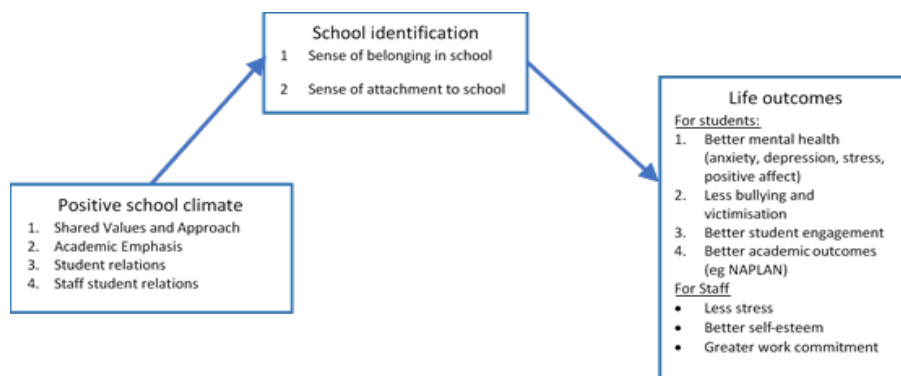 School identification
1 Sense of belonging in school
2 Sense of attachment to school
Positive school climate
1. Shared Values and Approach
2. Academic Emphasis
3. Student relations
4. Staff student relations
Life outcomes
For students:
1. Better mental health
(anxiety, depression, stress,
positive affect)
2. Less bullying and
victimisation
3. Better student engagement
4. Better academic outcomes
(eg NAPLAN)
For Staff
• Less stress
• Better self-esteem
• Greater work commitment